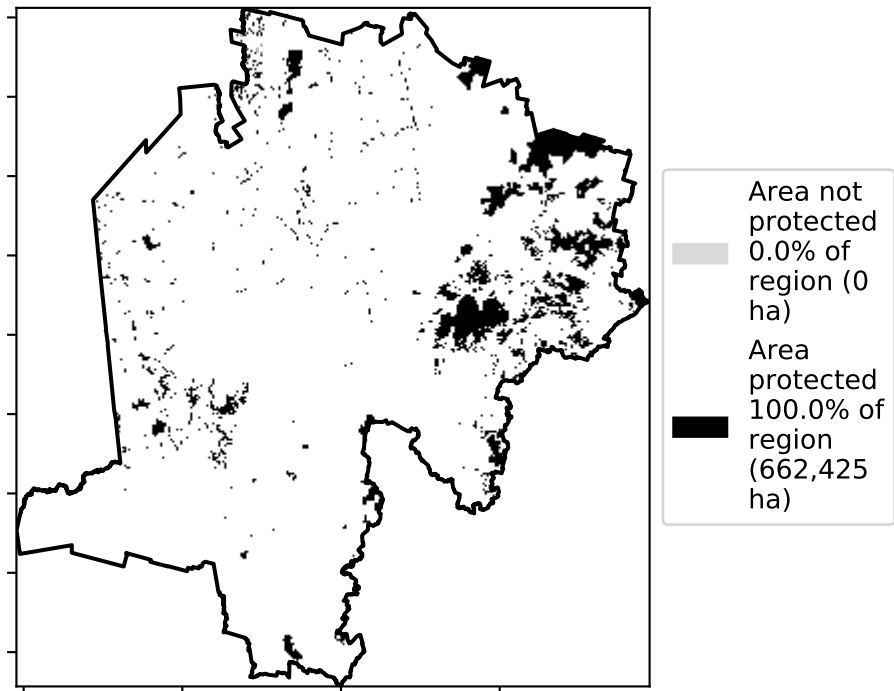 Area not
protected
0.0% of
region (0
ha)
Area
protected
100.0% of
region
(662,425
ha)